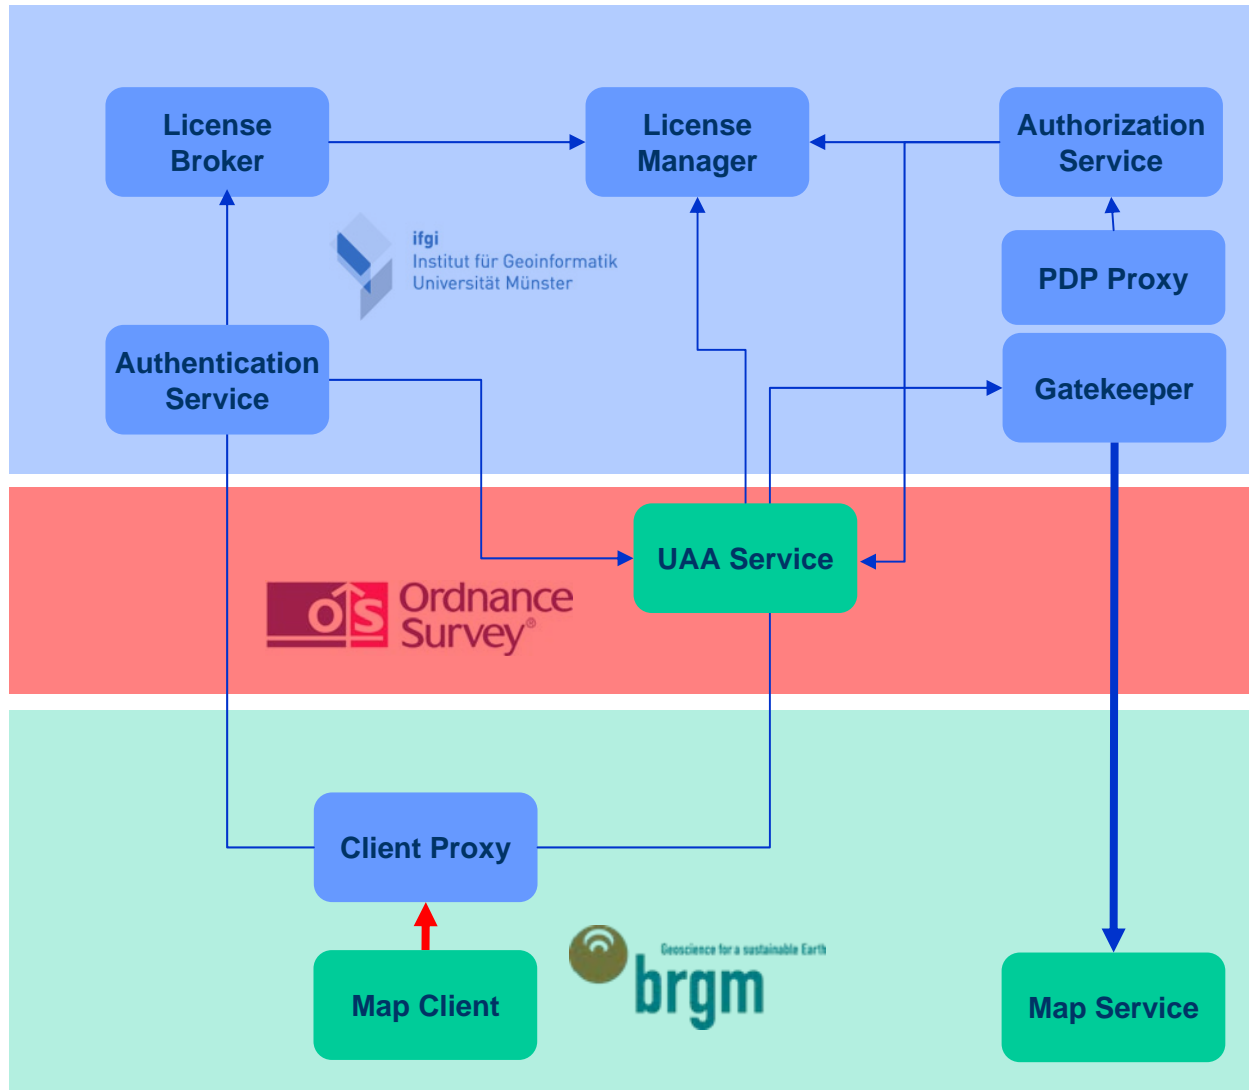 License
Broker
License
Manager
Authorization
Service
ifgi
Institut für Geoinformatik
Universität Münster
PDP Proxy
Authentication
Service
Gatekeeper
UAA Service
OS Ordnance
Survey®
Client Proxy
Geoscience for a sustainable Earth
brgm
Map Client
Map Service